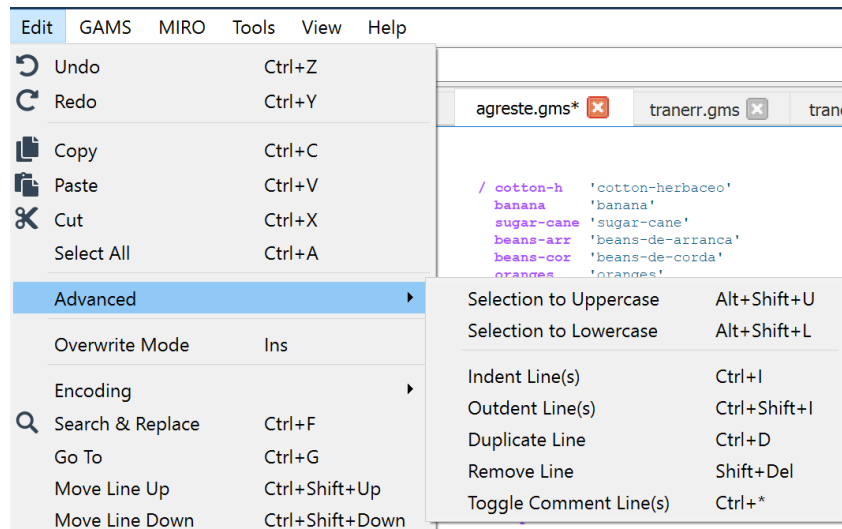 Edit GAMS MIRO Tools View Help
Undo Ctrl+Z
Redo Ctrl+Y
Copy Ctrl+C
Paste Ctrl+V
Cut Ctrl+X
Select All Ctrl+A
Advanced
Overwrite Mode Ins
Encoding
Search & Replace Ctrl+F
Go To Ctrl+G
Move Line Up Ctrl+Shift+Up
Move Line Down Ctrl+Shift+Down
agreste.gms* tranerr.gms
/ cotton-h 'cotton-herbaceo'
banana 'banana'
sugar-cane 'sugar-cane'
beans-arr 'beans-de-arranca'
beans-cor 'beans-de-corda'
oranges 'oranges'
Selection to Uppercase Alt+Shift+U
Selection to Lowercase Alt+Shift+L
Indent Line(s) Ctrl+I
Outdent Line(s) Ctrl+Shift+I
Duplicate Line Ctrl+D
Remove Line Shift+Del
Toggle Comment Line(s) Ctrl+*